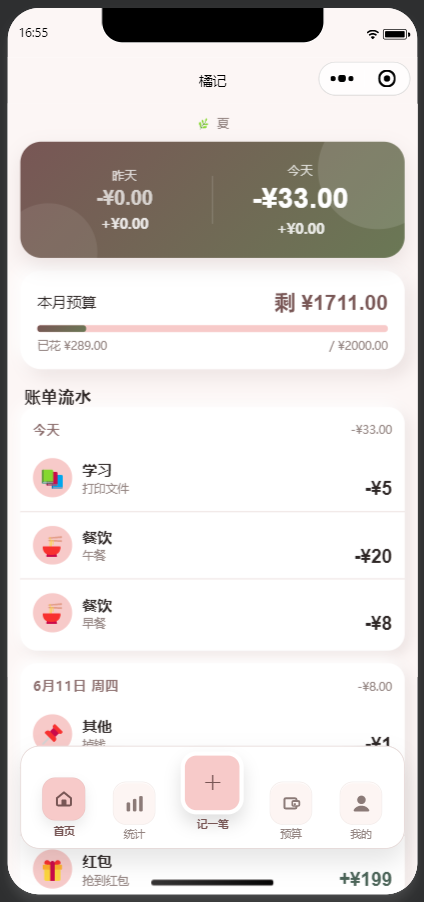 16:55
橘记
夏
昨天
-¥0.00
+¥0.00
今天
-¥33.00
+¥0.00
本月预算
剩 ¥1711.00
已花 ¥289.00
/ ¥2000.00
账单流水
今天
-¥33.00
学习
打印文件
-¥5
餐饮
午餐
-¥20
餐饮
早餐
-¥8
6月11日 周四
-¥8.00
其他
掉钱
-¥1
首页
统计
记一笔
预算
我的
红包
抢到红包
+¥199